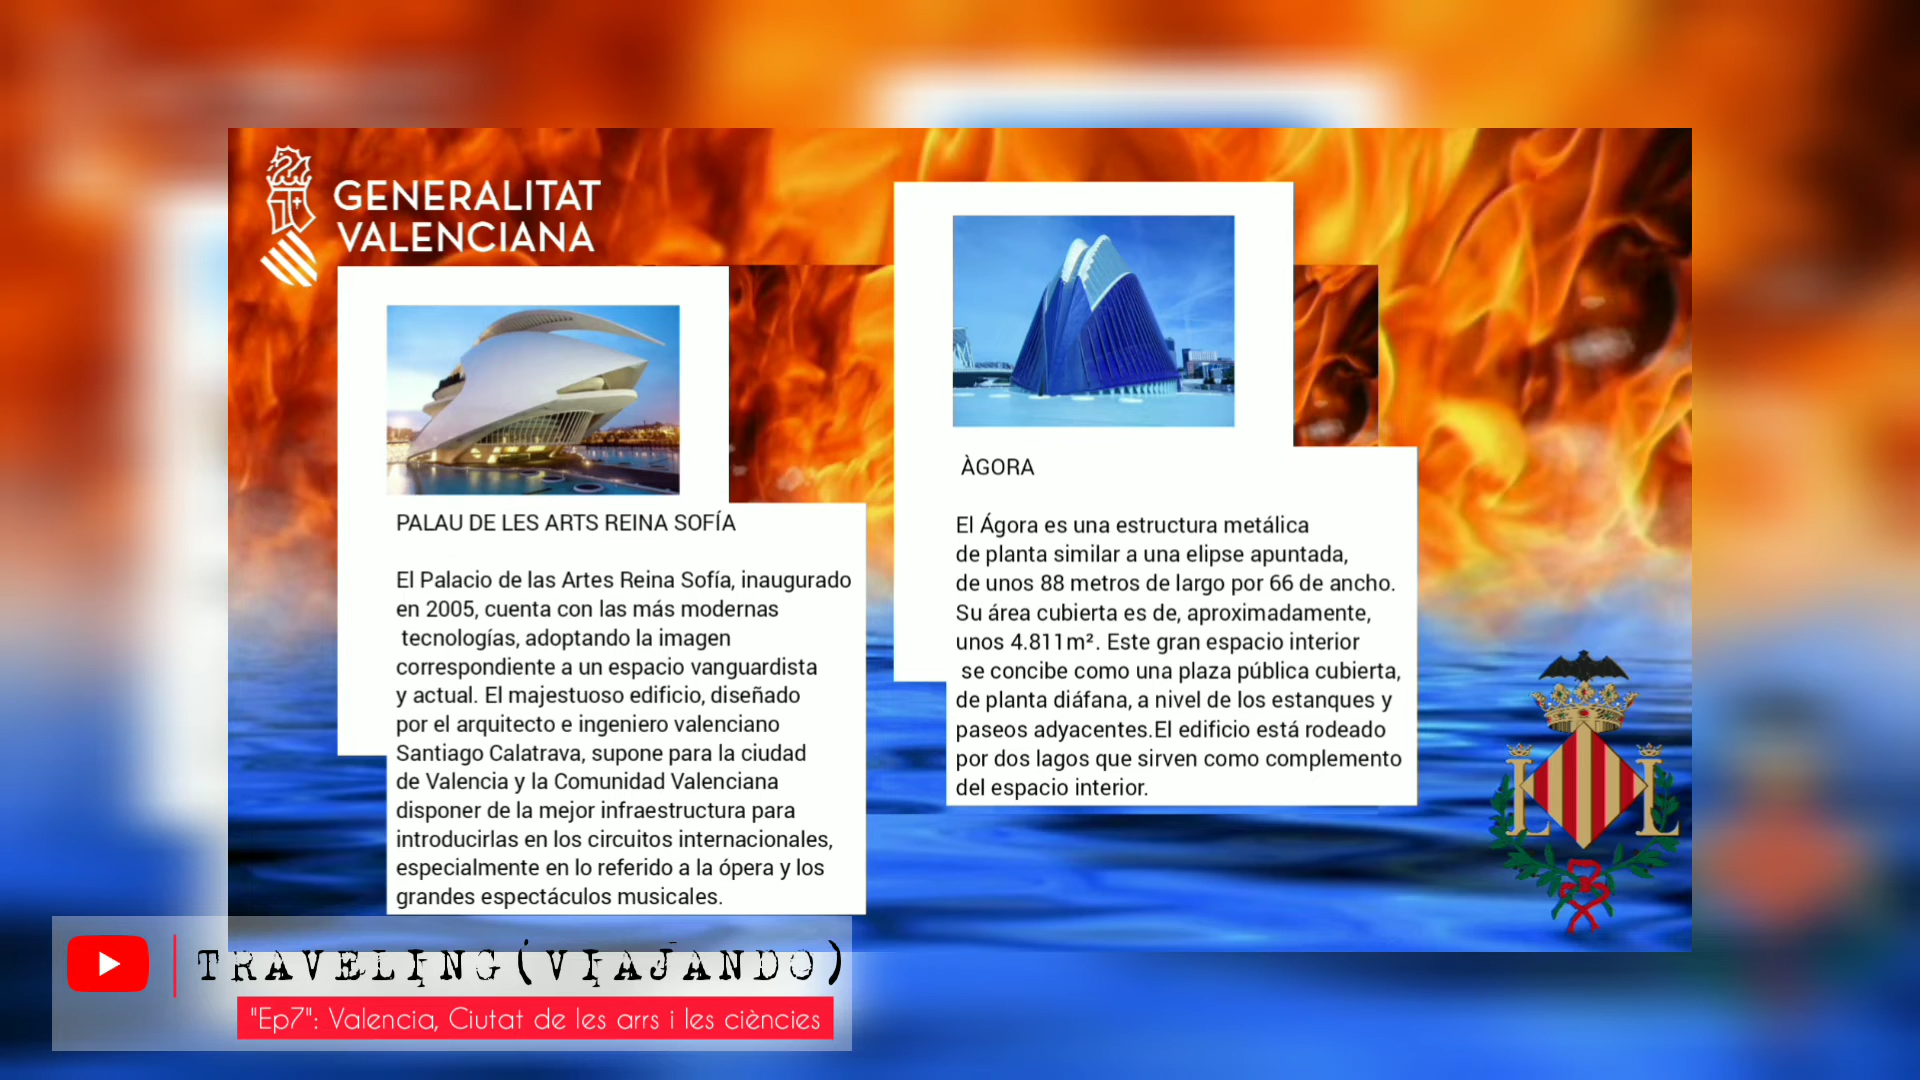 GENERALITAT
VALENCIANA
PALAU DE LES ARTS REINA SOFÍA
El Palacio de las Artes Reina Sofía, inaugurado
en 2005, cuenta con las más modernas
tecnologías, adoptando la imagen
correspondiente a un espacio vanguardista
y actual. El majestuoso edificio, diseñado
por el arquitecto e ingeniero valenciano
Santiago Calatrava, supone para la ciudad
de Valencia y la Comunidad Valenciana
disponer de la mejor infraestructura para
introducirlas en los circuitos internacionales,
especialmente en lo referido a la ópera y los
grandes espectáculos musicales.
ÀGORA
El Ágora es una estructura metálica
de planta similar a una elipse apuntada,
de unos 88 metros de largo por 66 de ancho.
Su área cubierta es de, aproximadamente,
unos 4.811m². Este gran espacio interior
se concibe como una plaza pública cubierta,
de planta diáfana, a nivel de los estanques y
paseos adyacentes.El edificio está rodeado
por dos lagos que sirven como complemento
del espacio interior.
L L
TRAVELING(VIAJANDO)
"Ep7": Valencia, Ciutat de les arrs i les ciències